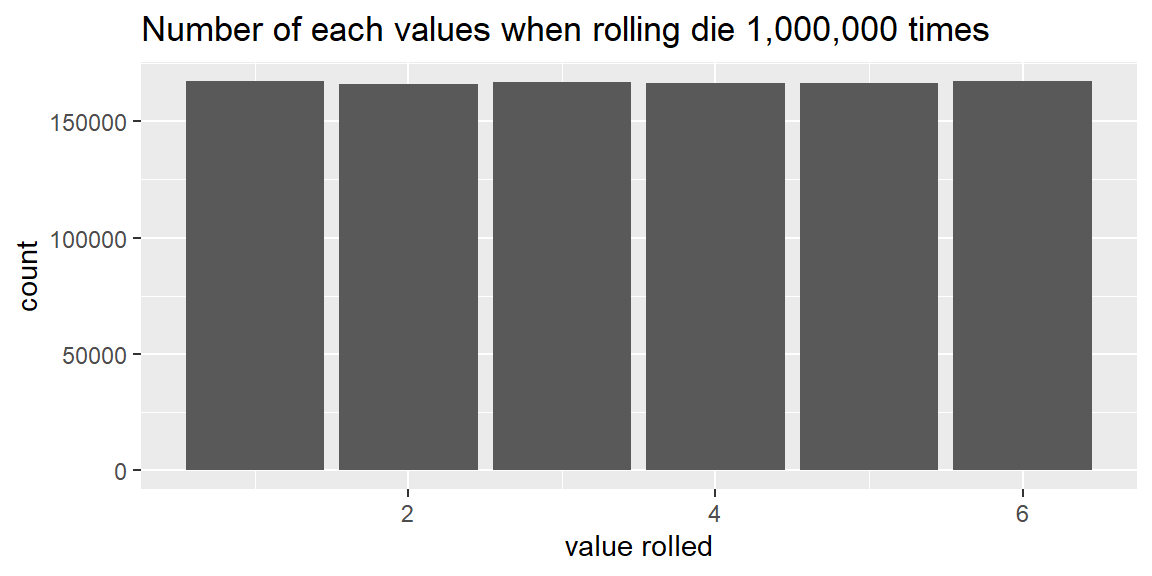 Number of each values when rolling die 1,000,000 times
count
150000
100000
50000
0
2 4 6
value rolled